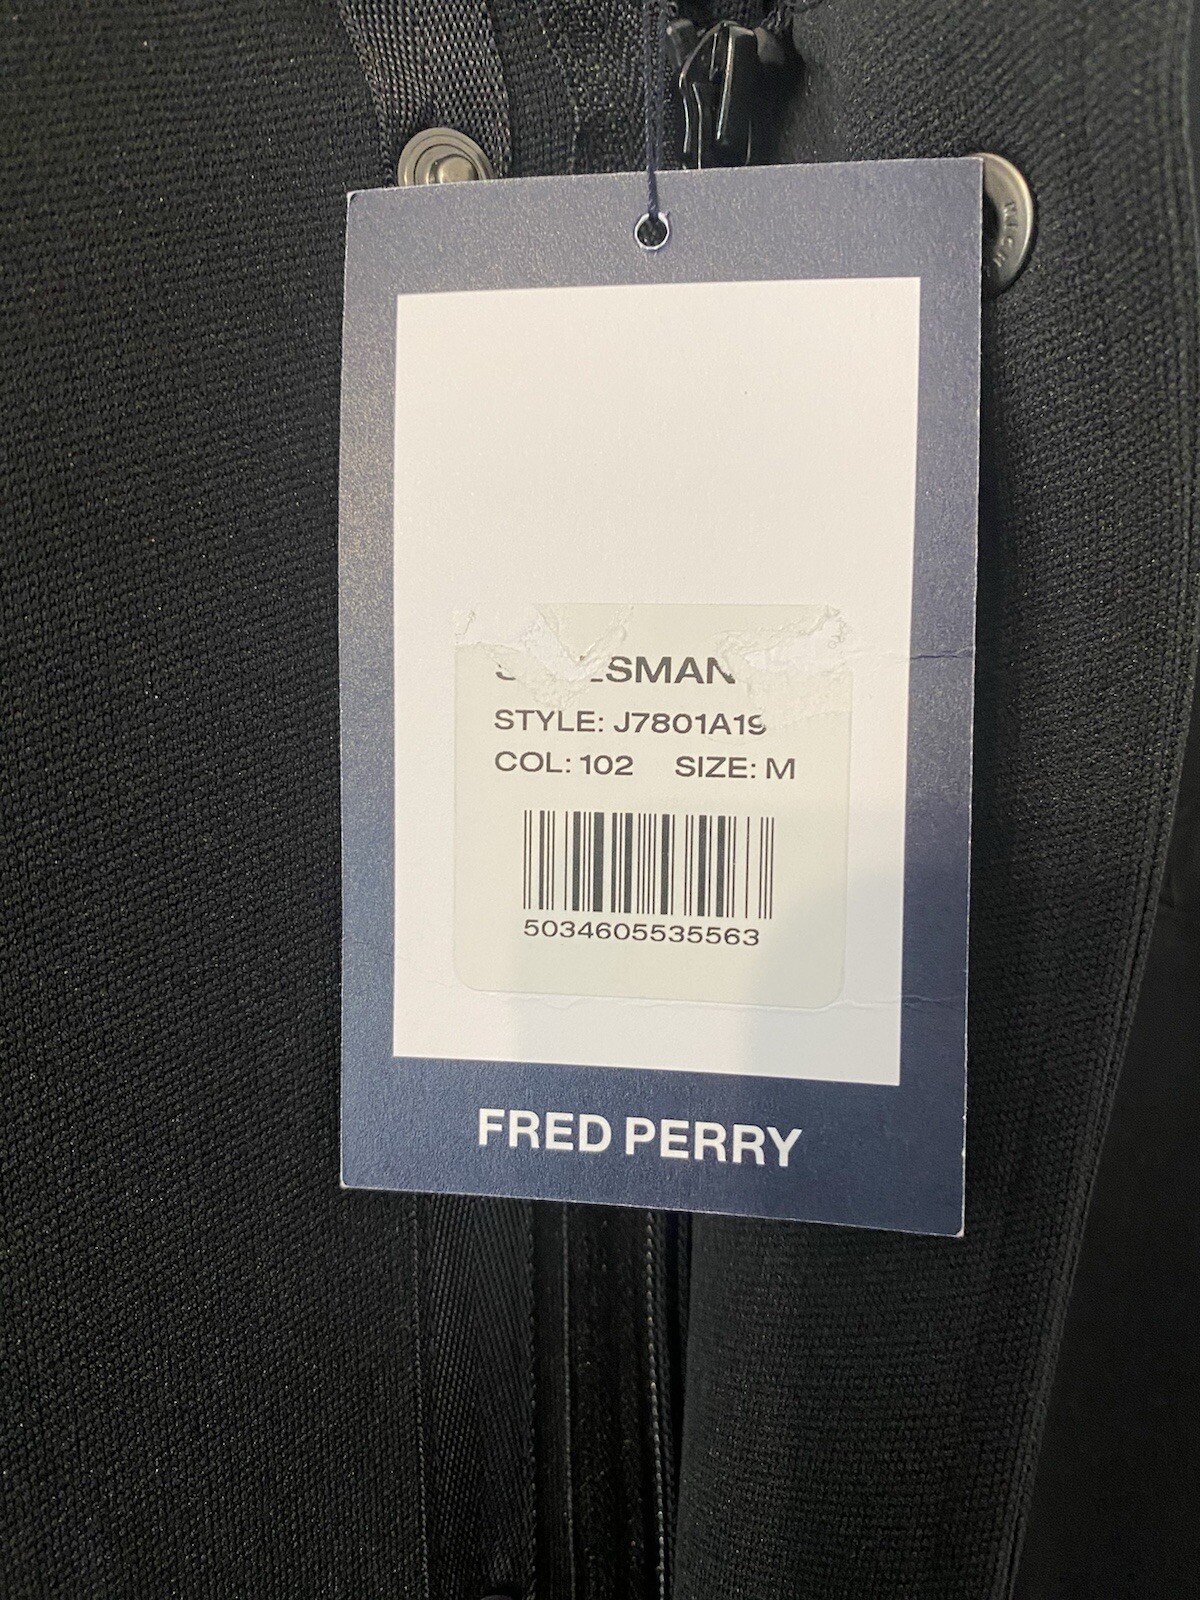 STYLE: J7801A19
COL: 102 SIZE: M
5034605535563
FRED PERRY